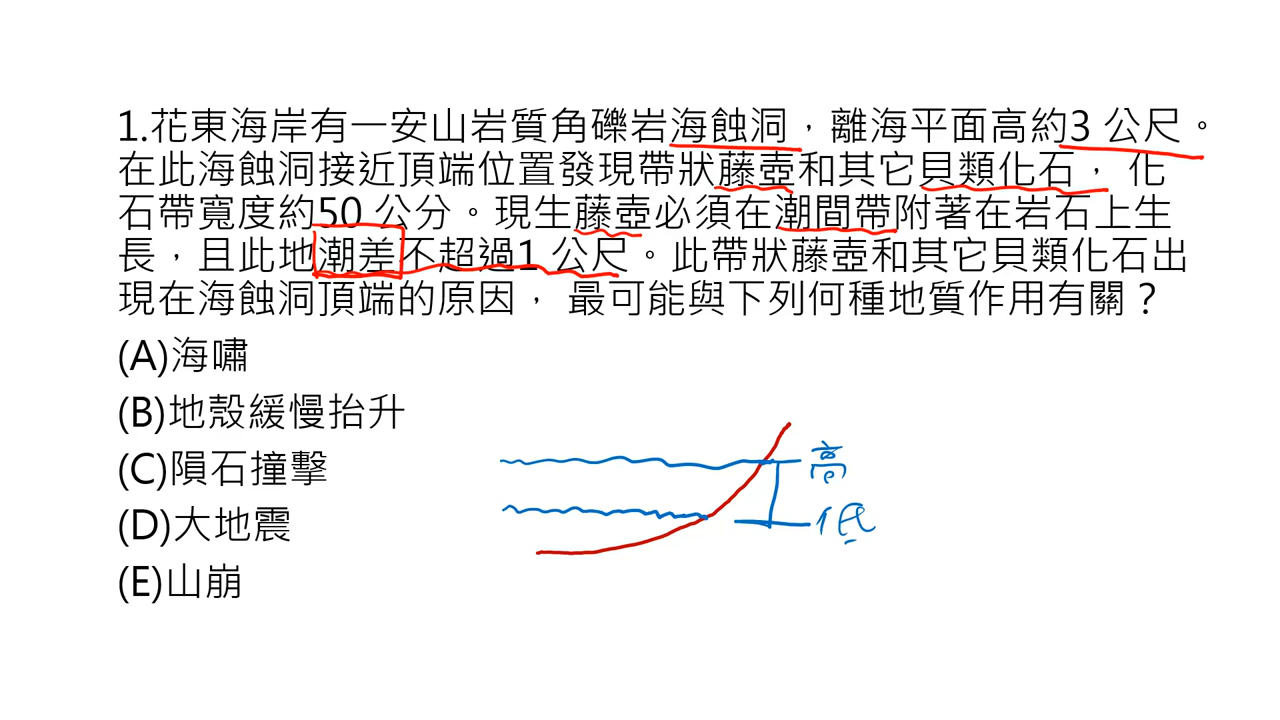 1.花東海岸有一安山岩質角礫岩海蝕洞，離海平面高約3 公尺。
在此海蝕洞接近頂端位置發現帶狀藤壺和其它貝類化石， 化
石帶寬度約50 公分。現生藤壺必須在潮間帶附著在岩石上生
長，且此地潮差不超過1 公尺。此帶狀藤壺和其它貝類化石出
現在海蝕洞頂端的原因， 最可能與下列何種地質作用有關？
(A)海嘯
(B)地殼緩慢抬升
(C)隕石撞擊
(D)大地震
(E)山崩
高
低